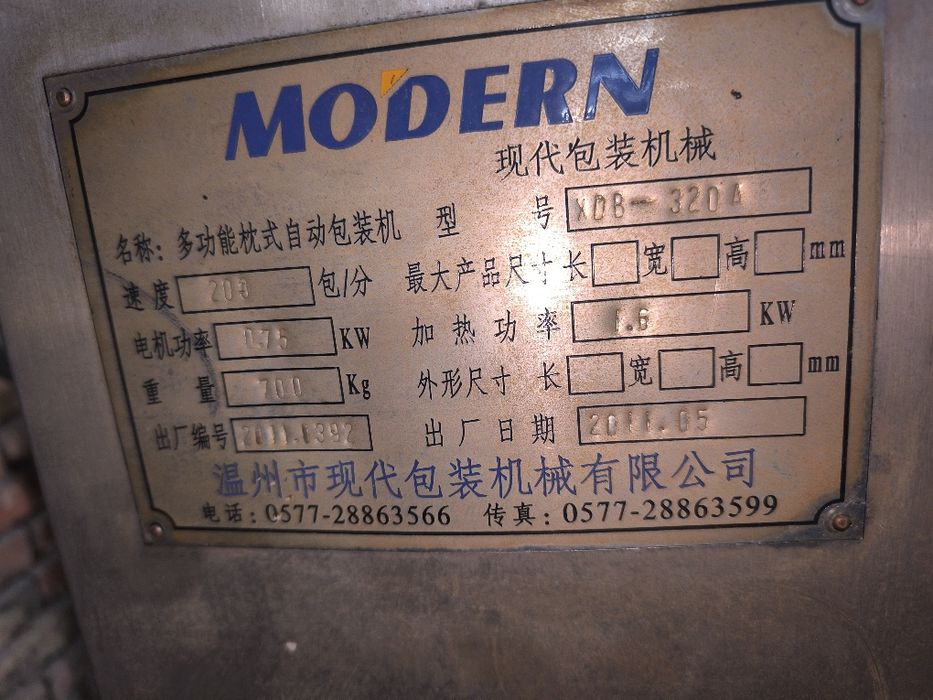 MODERN
现代包装机械
名称：多功能枕式自动包装机 型 号 XDB-320A
速度 200 包/分 最大产品尺寸 长 宽 高 mm
电机功率 0.75 KW 加热功率 1.6 KW
重量 700 Kg 外形尺寸 长 宽 高 mm
出厂编号 2011.1392 出厂日期 2011.05
温州市现代包装机械有限公司
电话：0577-28863566 传真：0577-28863599